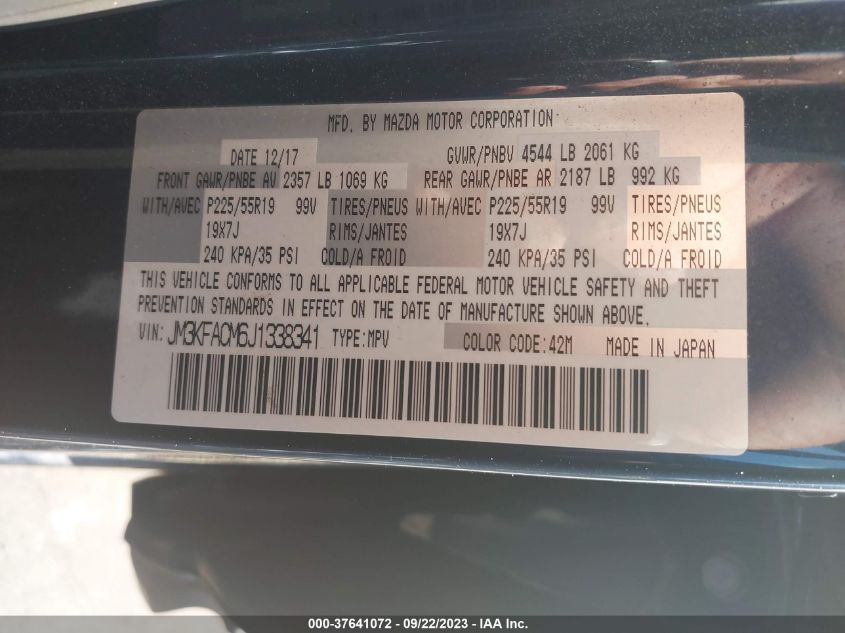 MFD. BY MAZDA MOTOR CORPORATION
DATE 12/17 GVWR/PNBV 4544 LB 2061 KG
FRONT GAWR/PNBE AV 2357 LB 1069 KG REAR GAWR/PNBE AR 2187 LB 992 KG
WITH/AVEC P225/55R19 99V TIRES/PNEUS WITH/AVEC P225/55R19 99V TIRES/PNEUS
19X7J RIMS/JANTES 19X7J RIMS/JANTES
240 KPA/35 PSI COLD/A FROID 240 KPA/35 PSI COLD/A FROID
THIS VEHICLE CONFORMS TO ALL APPLICABLE FEDERAL MOTOR VEHICLE SAFETY AND THEFT
PREVENTION STANDARDS IN EFFECT ON THE DATE OF MANUFACTURE SHOWN ABOVE.
VIN: JM3KFACM6J1338341 TYPE:MPV COLOR CODE:42M MADE IN JAPAN
000-37641072 - 09/22/2023 - IAA Inc.